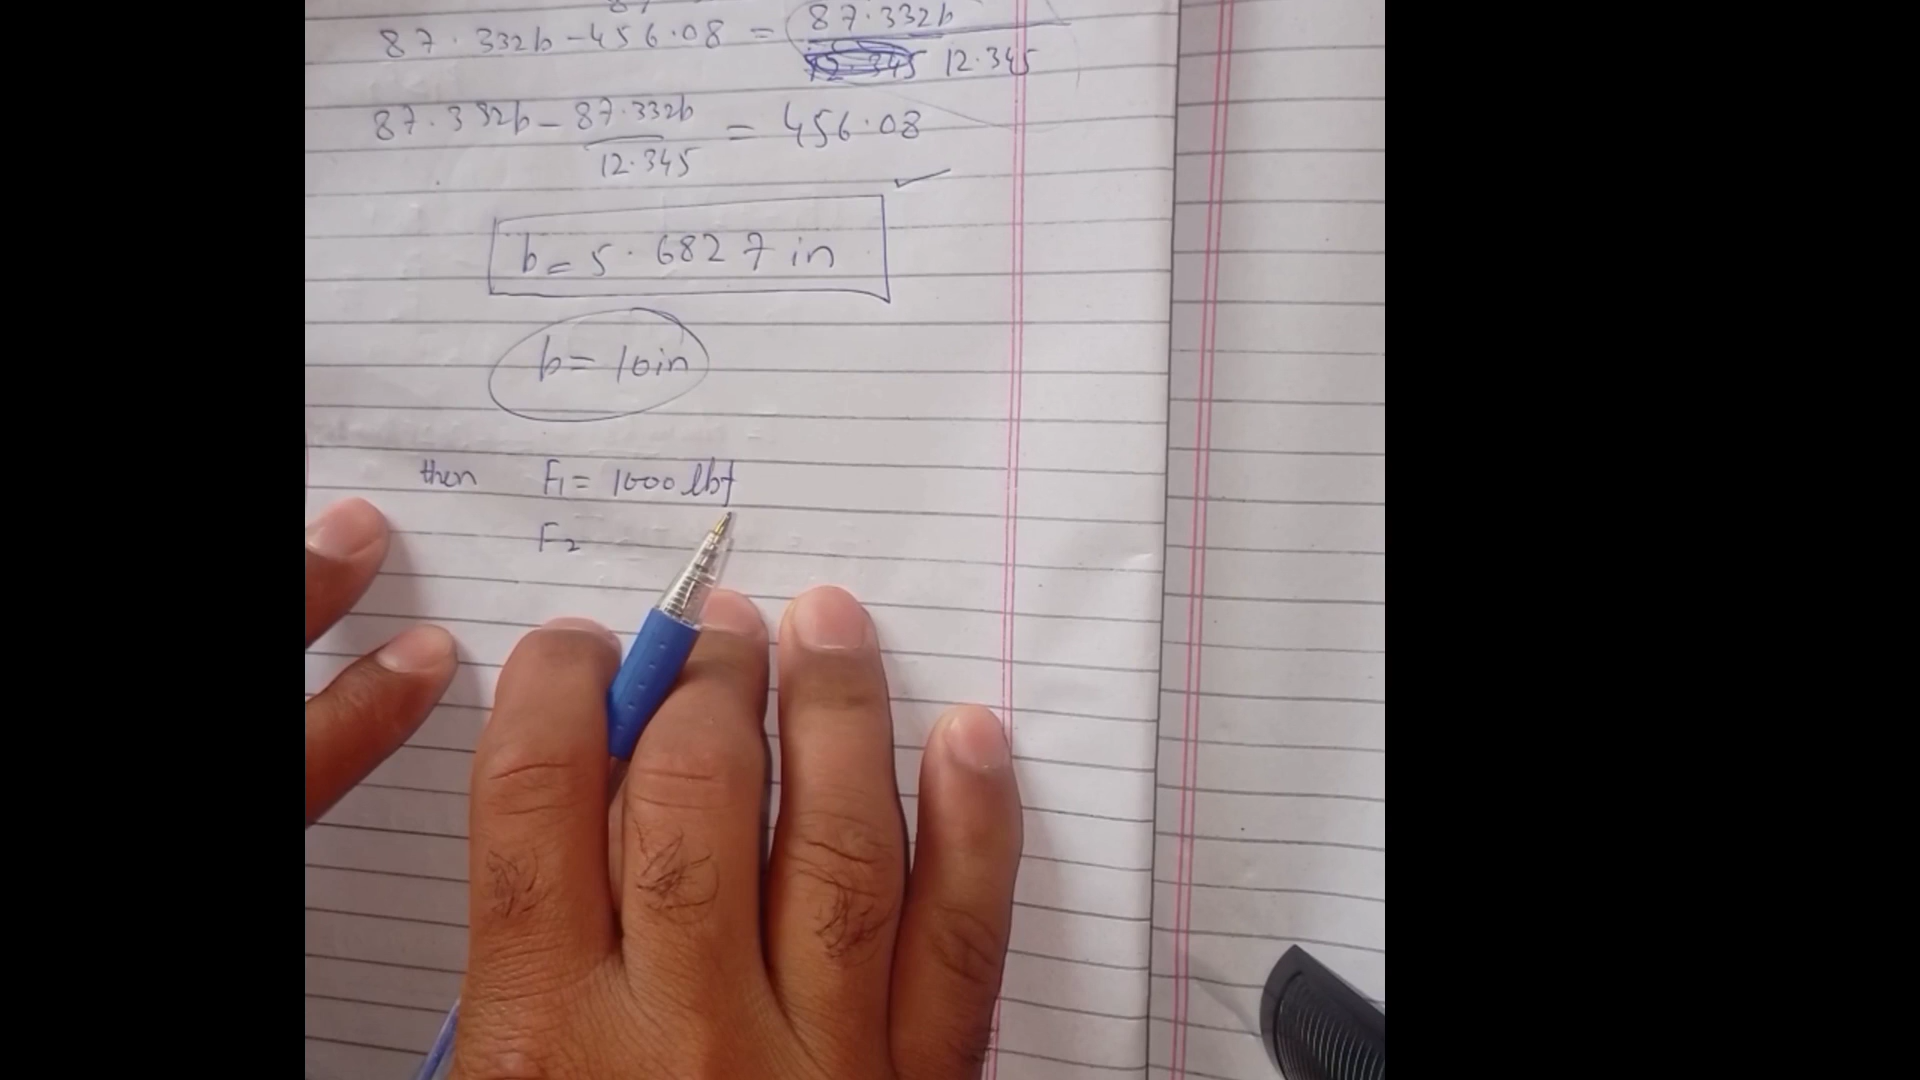 87.332b - 456.08 = 87.332b / 12.345
87.332b - 87.332b / 12.345 = 456.08
b = 5.6827 in
b = 10in
then F1 = 1000 lbf
F2